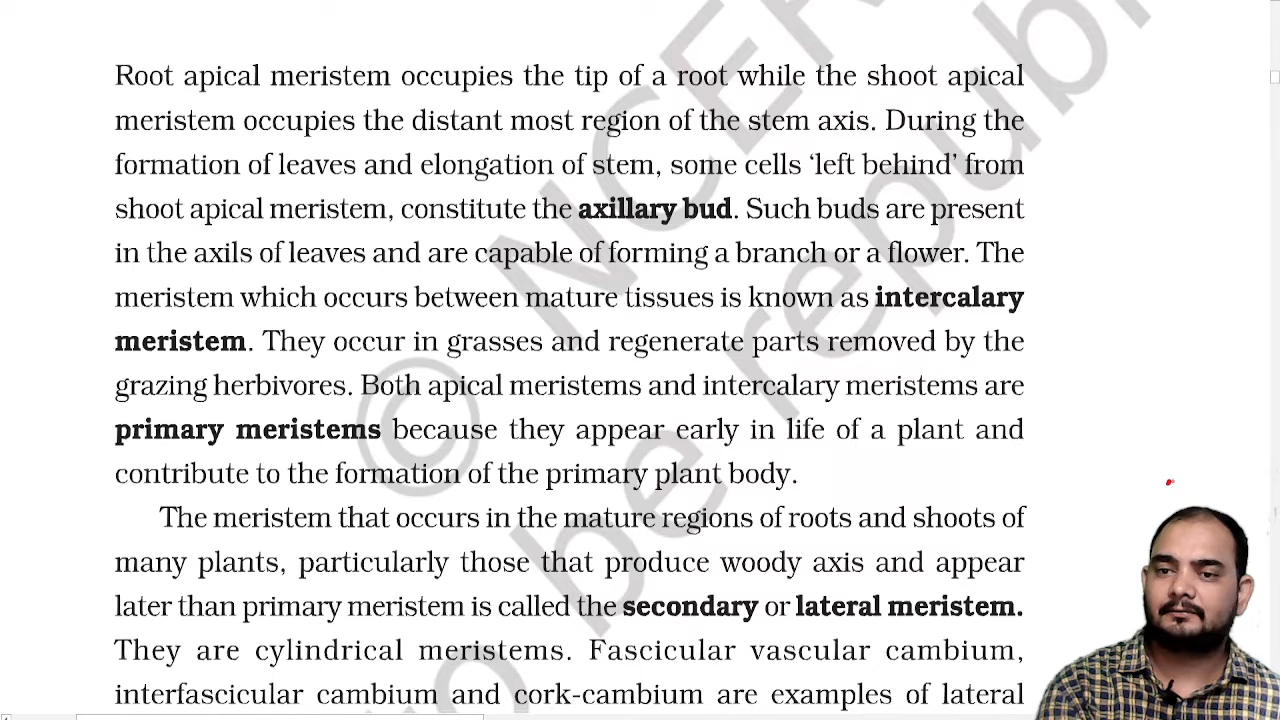 Root apical meristem occupies the tip of a root while the shoot apical
meristem occupies the distant most region of the stem axis. During the
formation of leaves and elongation of stem, some cells ‘left behind’ from
shoot apical meristem, constitute the axillary bud. Such buds are present
in the axils of leaves and are capable of forming a branch or a flower. The
meristem which occurs between mature tissues is known as intercalary
meristem. They occur in grasses and regenerate parts removed by the
grazing herbivores. Both apical meristems and intercalary meristems are
primary meristems because they appear early in life of a plant and
contribute to the formation of the primary plant body.
The meristem that occurs in the mature regions of roots and shoots of
many plants, particularly those that produce woody axis and appear
later than primary meristem is called the secondary or lateral meristem.
They are cylindrical meristems. Fascicular vascular cambium,
interfascicular cambium and cork-cambium are examples of lateral
© NCER
be republ